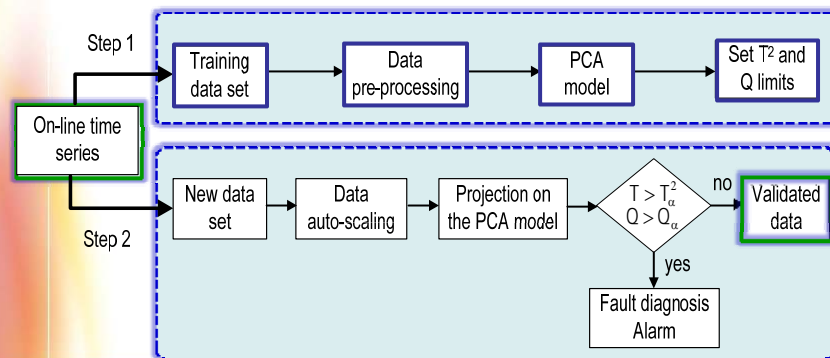 Step 1
Training
data set
Data
pre-processing
PCA
model
Set T² and
Q limits
On-line time
series
New data
set
Data
auto-scaling
Projection on
the PCA model
T > T²α
Q > Qα
no
Validated
data
Step 2
yes
Fault diagnosis
Alarm